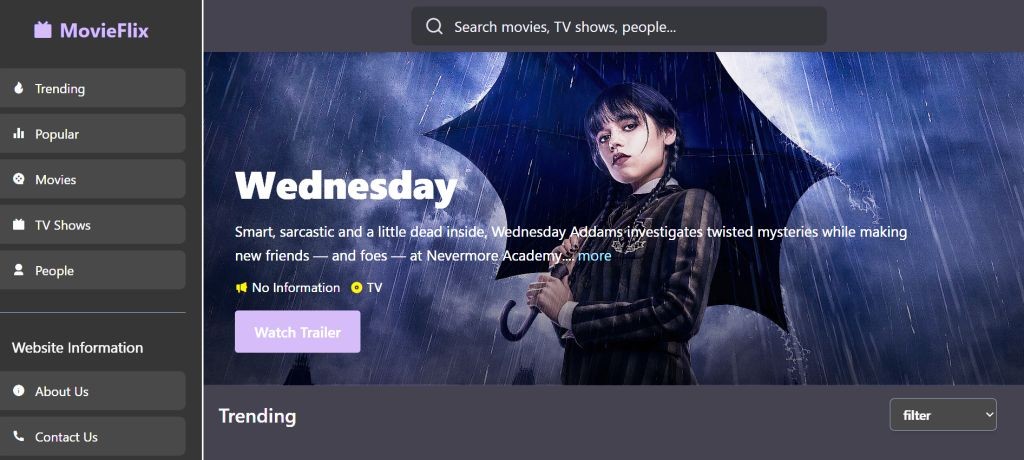 MovieFlix
Search movies, TV shows, people...
Trending
Popular
Movies
TV Shows
People
Website Information
About Us
Contact Us
Wednesday
Smart, sarcastic and a little dead inside, Wednesday Addams investigates twisted mysteries while making
new friends — and foes — at Nevermore Academy.... more
No Information TV
Watch Trailer
Trending
filter